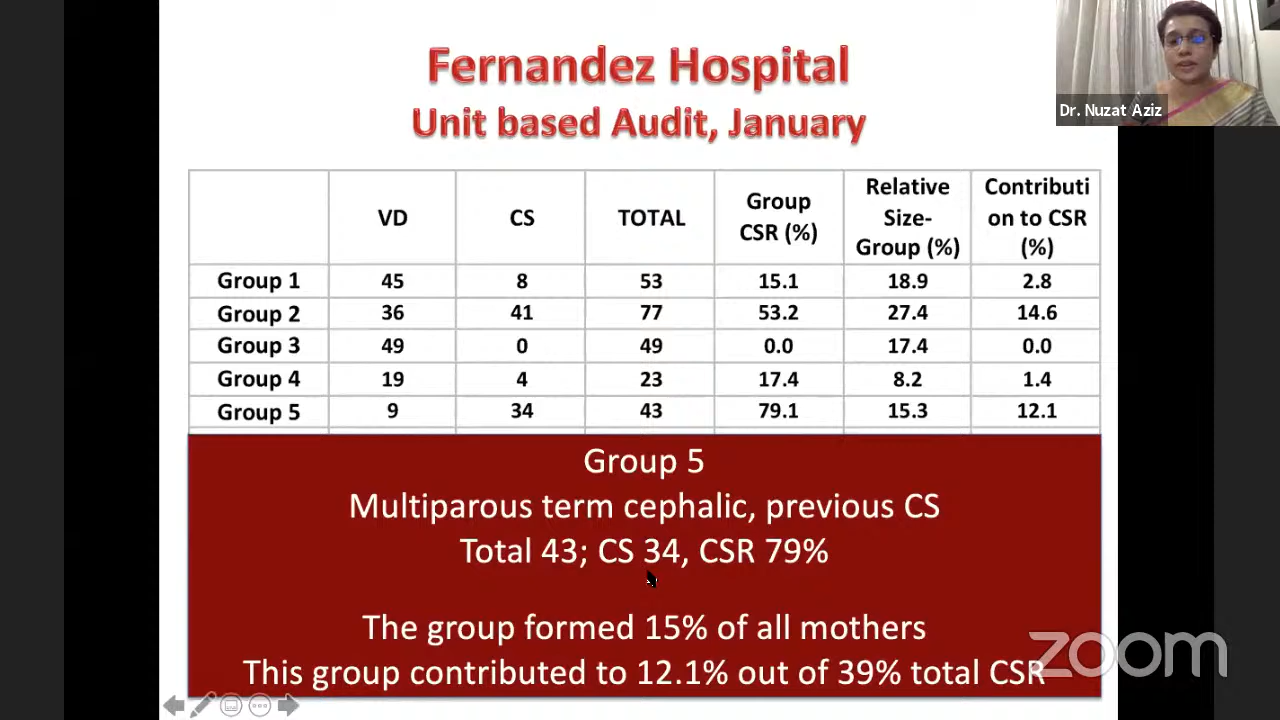 Fernandez Hospital
Unit based Audit, January
Dr. Nuzat Aziz
VD CS TOTAL Group CSR (%) Relative Size- Group (%) Contributi on to CSR (%)
Group 1 45 8 53 15.1 18.9 2.8
Group 2 36 41 77 53.2 27.4 14.6
Group 3 49 0 49 0.0 17.4 0.0
Group 4 19 4 23 17.4 8.2 1.4
Group 5 9 34 43 79.1 15.3 12.1
Group 5
Multiparous term cephalic, previous CS
Total 43; CS 34, CSR 79%
The group formed 15% of all mothers
This group contributed to 12.1% out of 39% total CSR
zoom